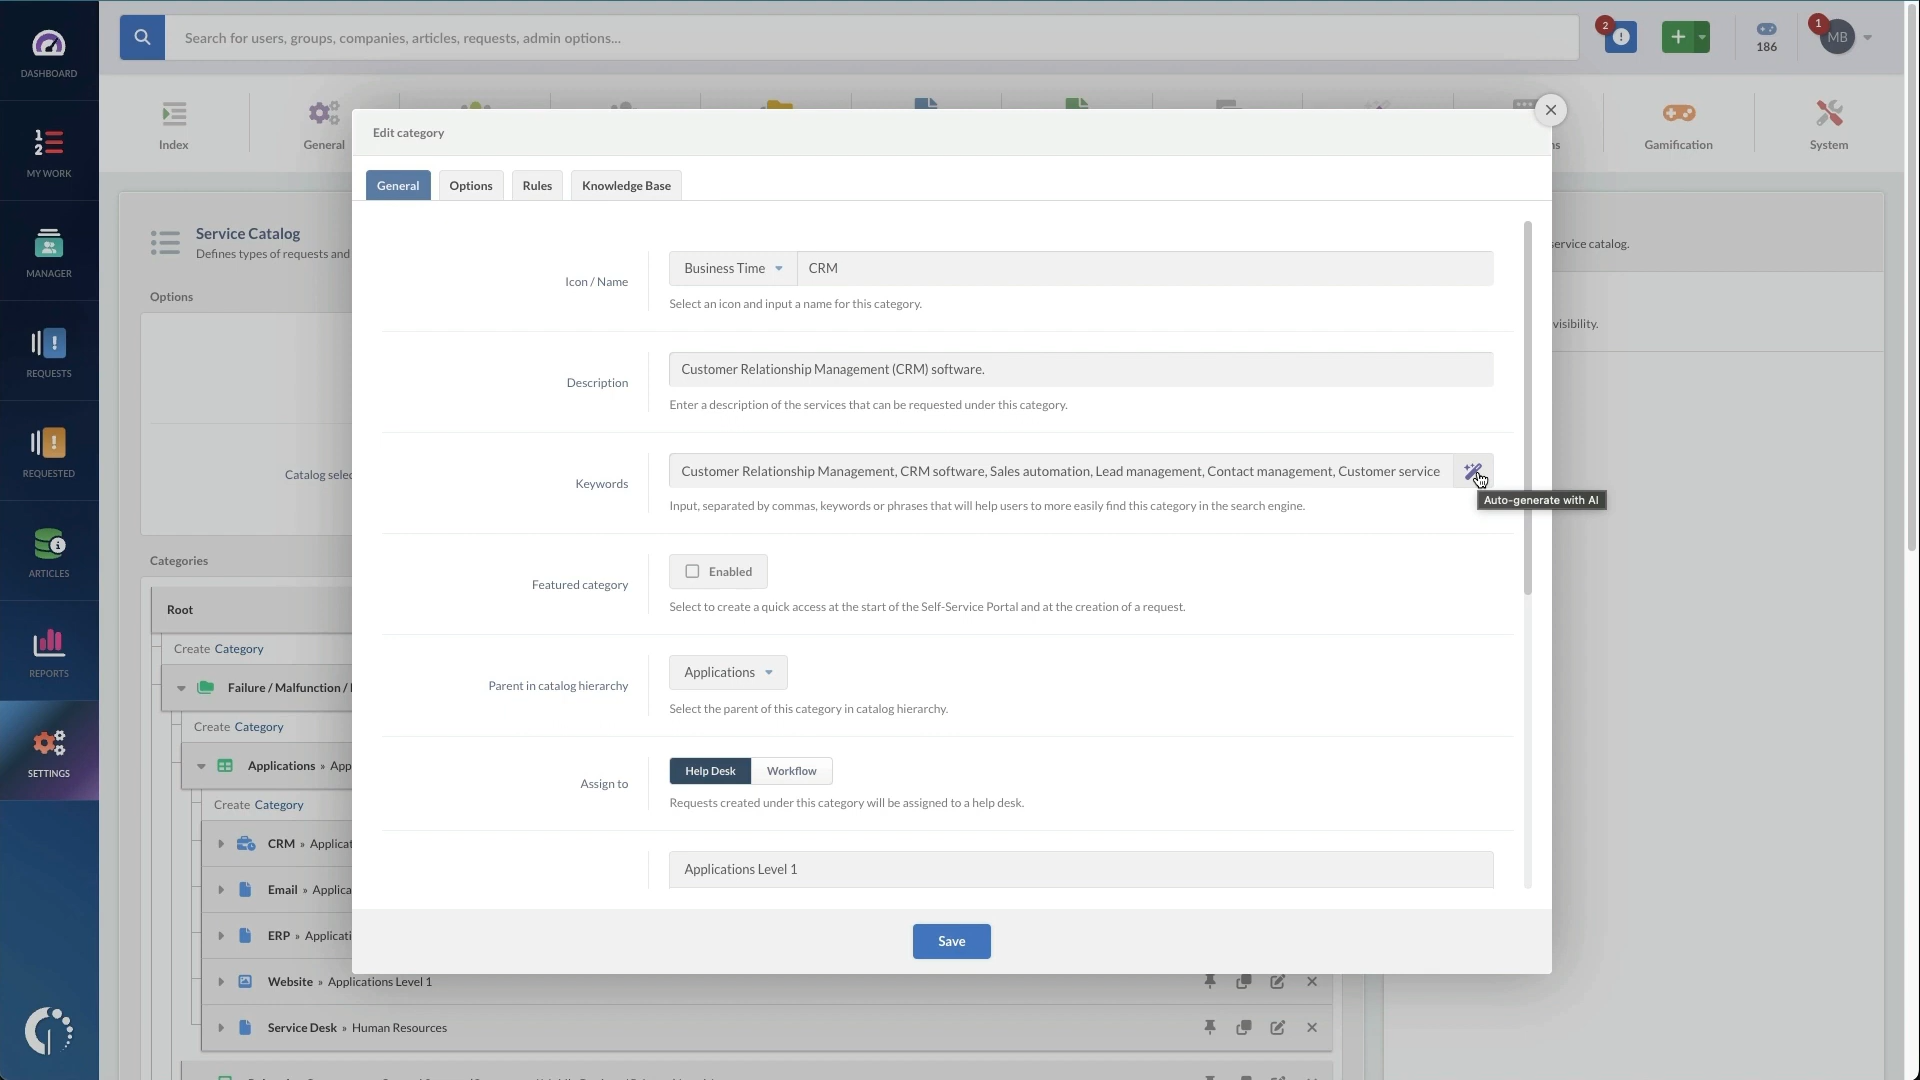 Search for users, groups, companies, articles, requests, admin options...
2
186
1
MB
DASHBOARD
MY WORK
MANAGER
REQUESTS
REQUESTED
ARTICLES
REPORTS
SETTINGS
Index
General
Gamification
System
Service Catalog
Defines types of requests and
service catalog.
Options
visibility.
Catalog selec
Categories
Root
Create Category
Failure / Malfunction /
Create Category
Applications » App
Create Category
CRM » Applicat
Email » Applica
ERP » Applicati
Website » Applications Level 1
Service Desk » Human Resources
Edit category
General
Options
Rules
Knowledge Base
Icon / Name
Business Time
CRM
Select an icon and input a name for this category.
Description
Customer Relationship Management (CRM) software.
Enter a description of the services that can be requested under this category.
Keywords
Customer Relationship Management, CRM software, Sales automation, Lead management, Contact management, Customer service
Auto-generate with AI
Input, separated by commas, keywords or phrases that will help users to more easily find this category in the search engine.
Featured category
Enabled
Select to create a quick access at the start of the Self-Service Portal and at the creation of a request.
Parent in catalog hierarchy
Applications
Select the parent of this category in catalog hierarchy.
Assign to
Help Desk
Workflow
Requests created under this category will be assigned to a help desk.
Applications Level 1
Save